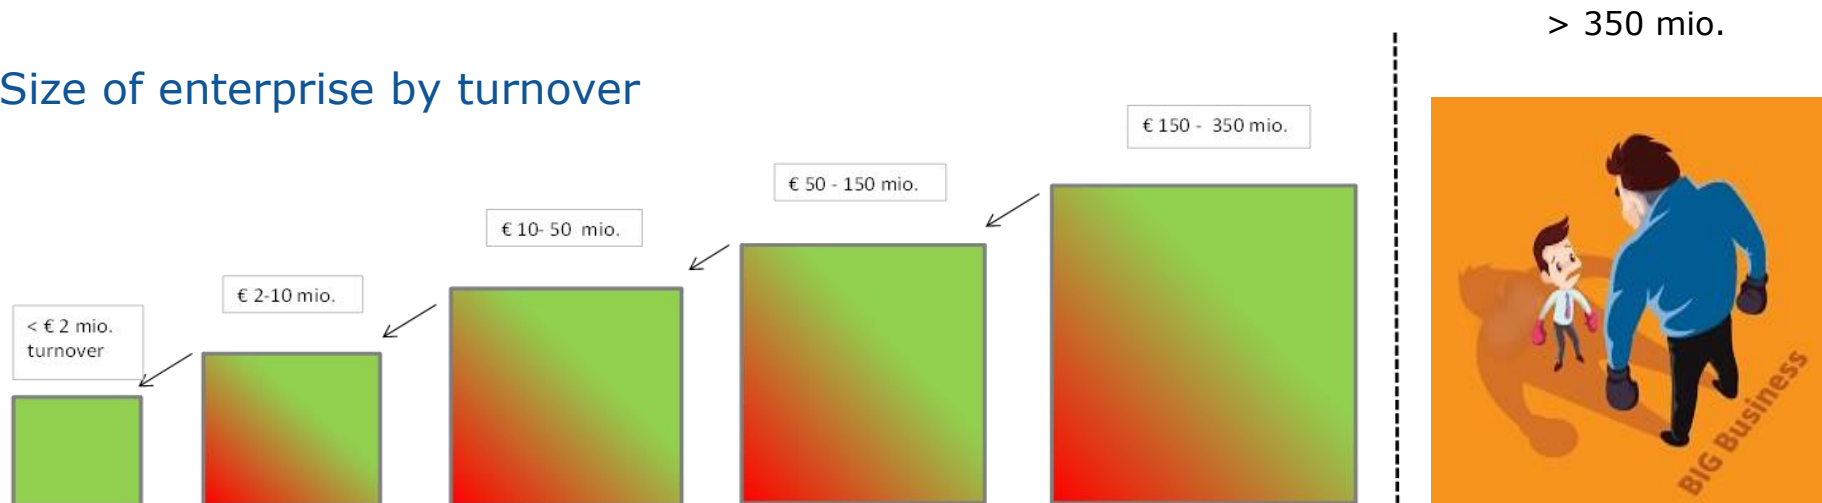 > 350 mio.
Size of enterprise by turnover
€ 150 - 350 mio.
€ 50 - 150 mio.
€ 10- 50 mio.
€ 2-10 mio.
< € 2 mio.
turnover
BIG Business